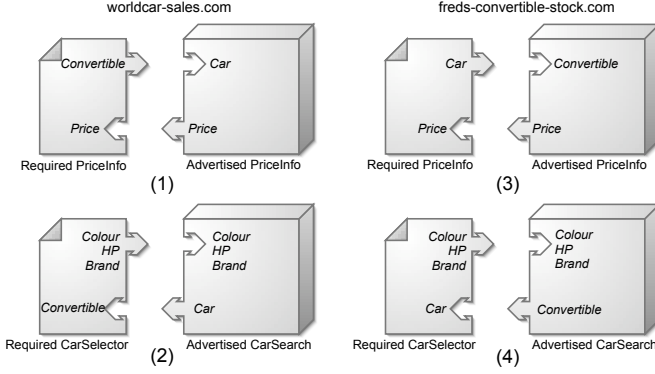 worldcar-sales.com
freds-convertible-stock.com
Convertible
Car
Price
Price
Required PriceInfo
Advertised PriceInfo
(1)
Car
Convertible
Price
Price
Required PriceInfo
Advertised PriceInfo
(3)
Colour
HP
Brand
Colour
HP
Brand
Convertible
Car
Required CarSelector
Advertised CarSearch
(2)
Colour
HP
Brand
Colour
HP
Brand
Car
Convertible
Required CarSelector
Advertised CarSearch
(4)